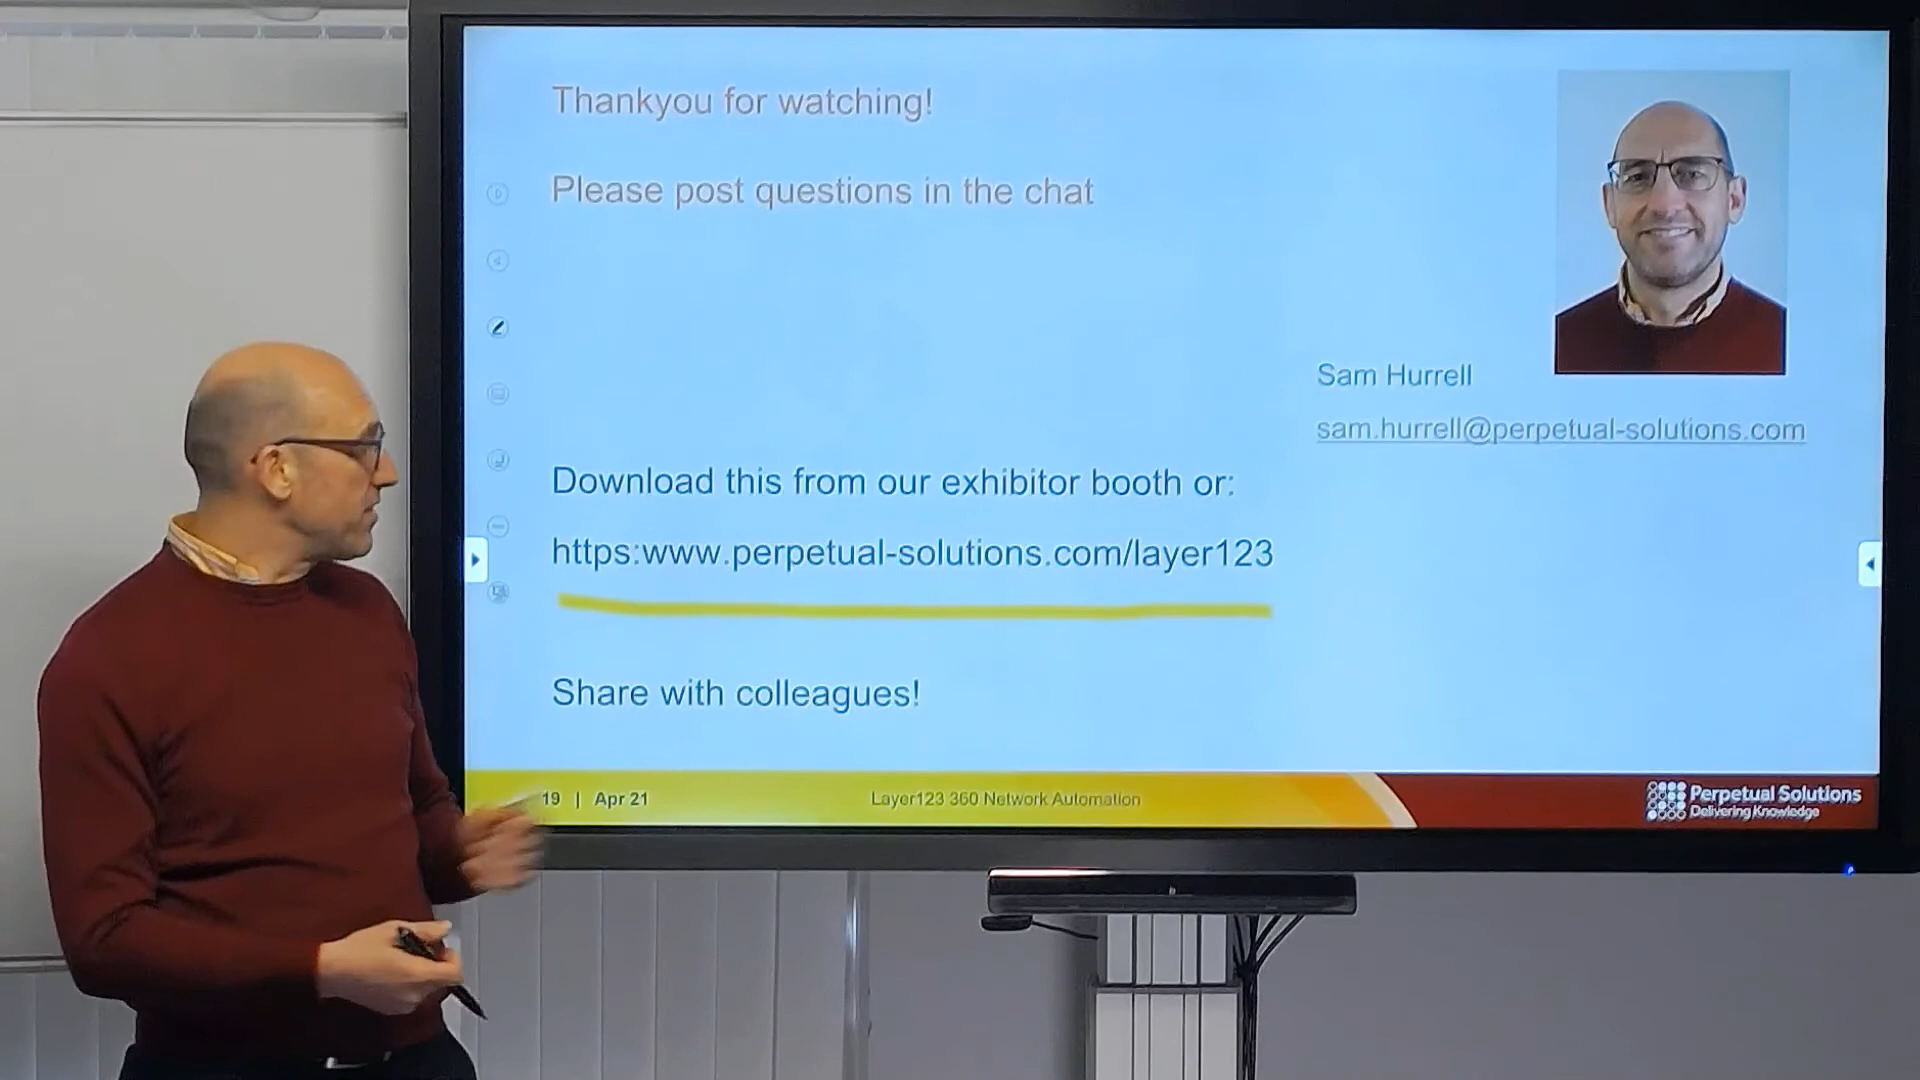 Thankyou for watching!
Please post questions in the chat
Sam Hurrell
sam.hurrell@perpetual-solutions.com
Download this from our exhibitor booth or:
https:www.perpetual-solutions.com/layer123
Share with colleagues!
19 | Apr 21
Layer123 360 Network Automation
Perpetual Solutions
Delivering Knowledge